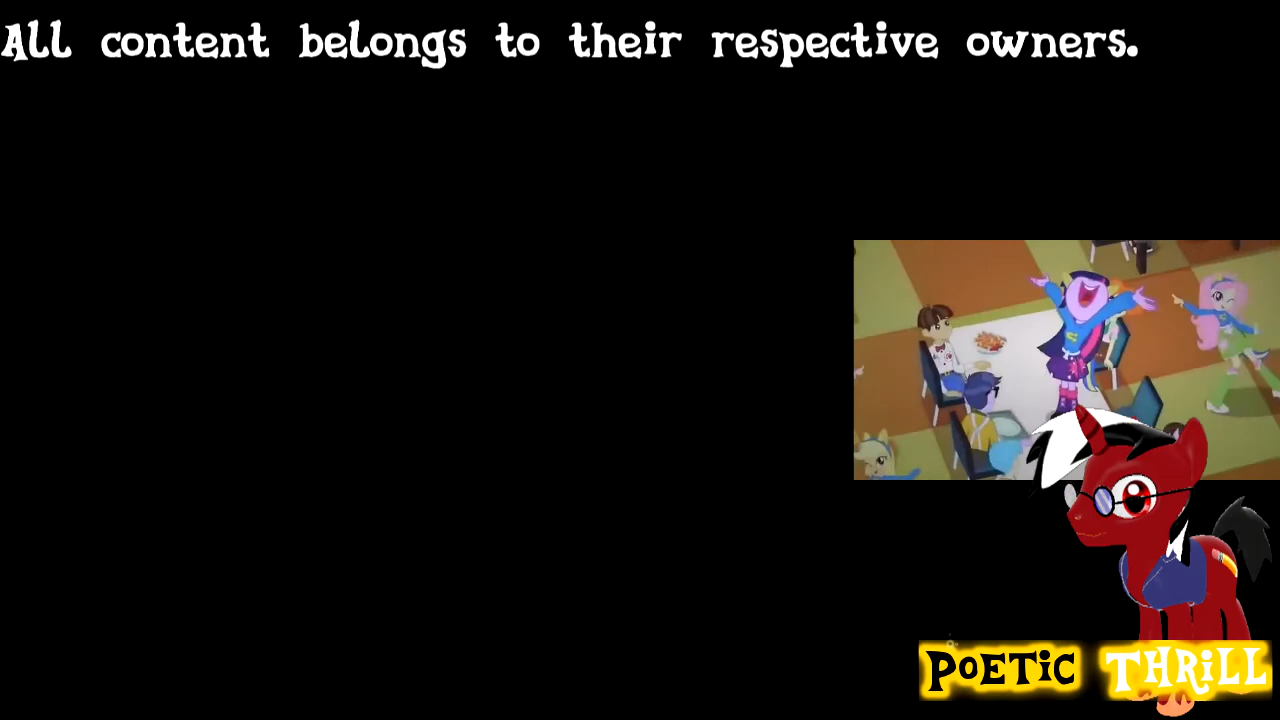 All content belongs to their respective owners.
POETiC THRiLL